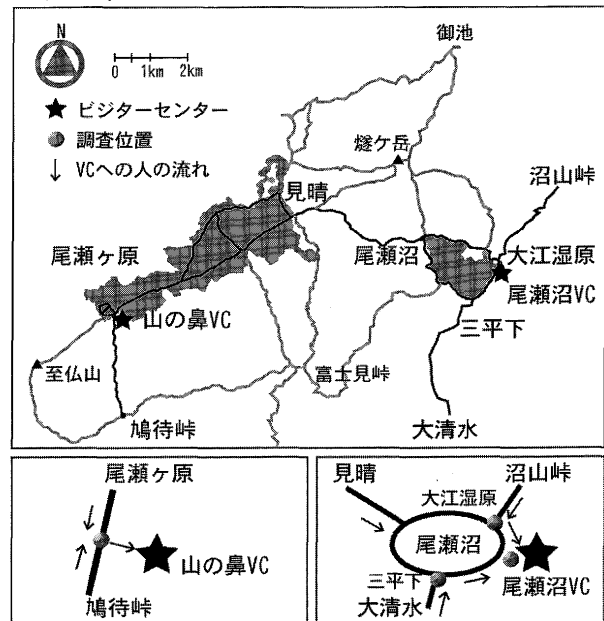 N
0 1km 2km
★ ビジターセンター
調査位置
↓ VCへの人の流れ
御池
燧ケ岳
沼山峠
見晴
尾瀬ヶ原
尾瀬沼
大江湿原
尾瀬沼VC
山の鼻VC
三平下
至仏山
富士見峠
鳩待峠
大清水
尾瀬ヶ原
山の鼻VC
鳩待峠
見晴
沼山峠
大江湿原
尾瀬沼
三平下
尾瀬沼VC
大清水